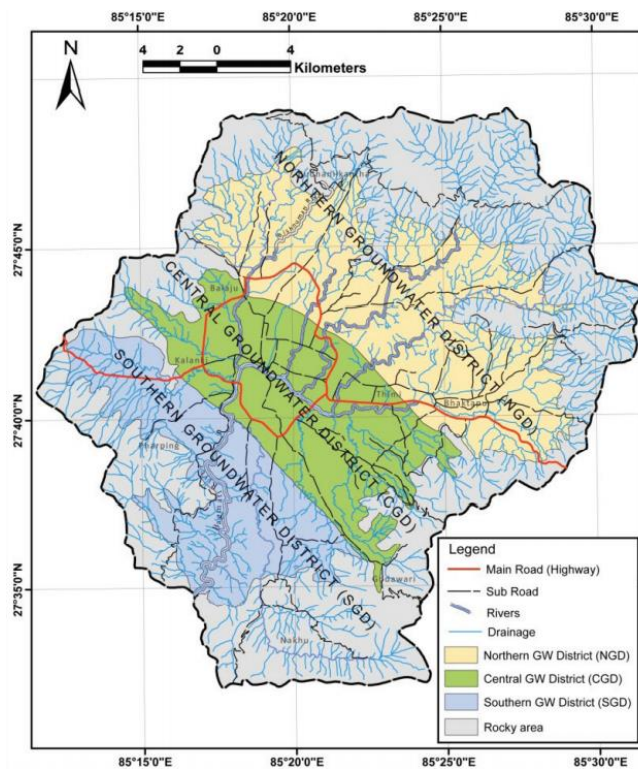 85°15'0"E 85°20'0"E 85°25'0"E 85°30'0"E
N
4 2 0 4
Kilometers
NORHTERN GROUNDWATER DISTRICT (NGD)
27°45'0"N
CENTRAL GROUNDWATER DISTRICT (CGD)
Balaju
Kalanki
SOUTHERN GROUNDWATER DISTRICT (SGD)
Thimi
Bhaktapur
27°40'0"N
Pharping
27°35'0"N
Godawari
Nakhu
Legend
Main Road (Highway)
Sub Road
Rivers
Drainage
Northern GW District (NGD)
Central GW District (CGD)
Southern GW District (SGD)
Rocky area
85°15'0"E 85°20'0"E 85°25'0"E 85°30'0"E